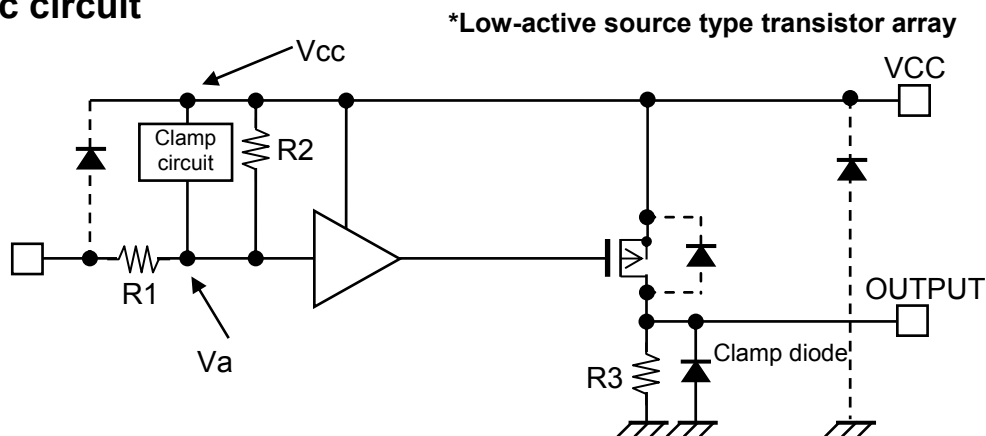 c circuit
*Low-active source type transistor array
Vcc
VCC
Clamp
circuit
R2
R1
Va
OUTPUT
Clamp diode
R3